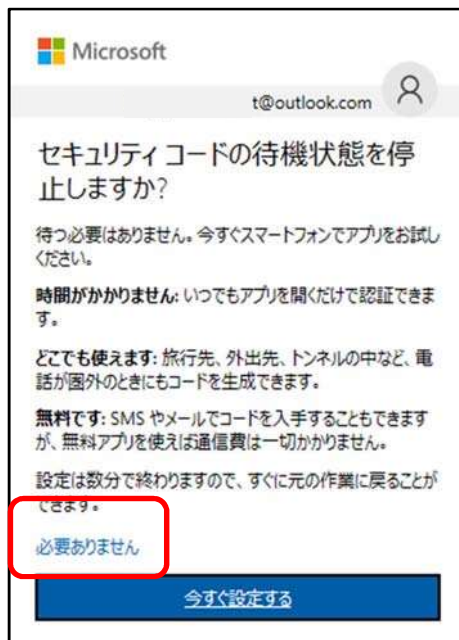 Microsoft
t@outlook.com
セキュリティ コードの待機状態を停
止しますか?
待つ必要はありません。今すぐスマートフォンでアプリをお試し
ください。
時間がかかりません: いつでもアプリを開くだけで認証できま
す。
どこでも使えます: 旅行先、外出先、トンネルの中など、電
話が圏外のときにもコードを生成できます。
無料です: SMS やメールでコードを入手することもできます
が、無料アプリを使えば通信費は一切かかりません。
設定は数分で終わりますので、すぐに元の作業に戻ることが
できます。
必要ありません
今すぐ設定する